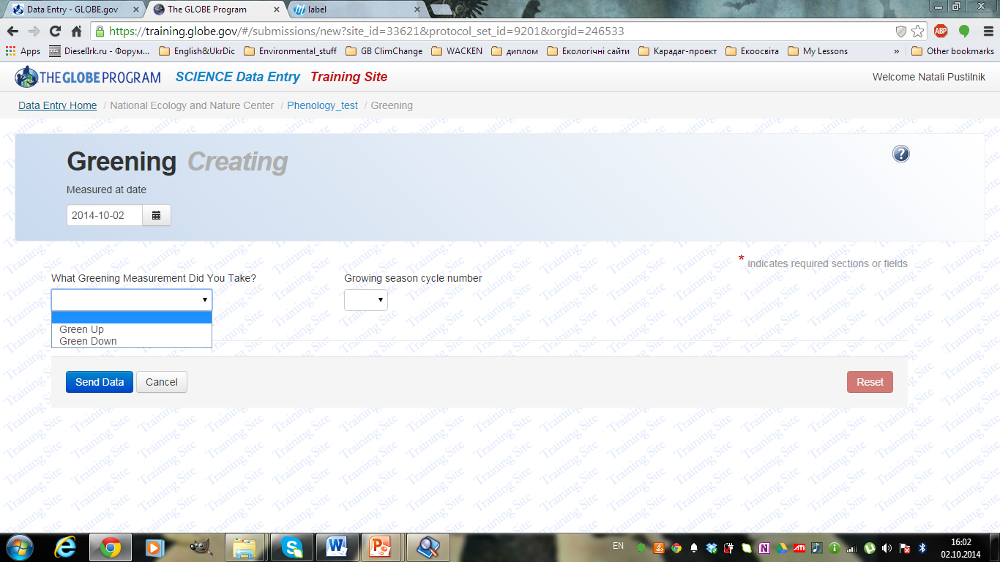 Data Entry - GLOBE.gov
The GLOBE Program
label
https://training.globe.gov/#/submissions/new?site_id=33621&protocol_set_id=9201&orgid=246533
ABP
Apps
DieselIrk.ru - Форум...
English&UkrDic
Environmental_stuff
GB ClimChange
WACKEN
диплом
Екологічні сайти
Карадаг-проект
Екоосвіта
My Lessons
»
Other bookmarks
THE GLOBE PROGRAM SCIENCE Data Entry Training Site
Welcome Natali Pustilnik
Data Entry Home / National Ecology and Nature Center / Phenology_test / Greening
Greening Creating
?
Measured at date
2014-10-02
* indicates required sections or fields
What Greening Measurement Did You Take?
Growing season cycle number
Green Up
Green Down
Send Data
Cancel
Reset
Training Site
EN
ATI
16:02
02.10.2014